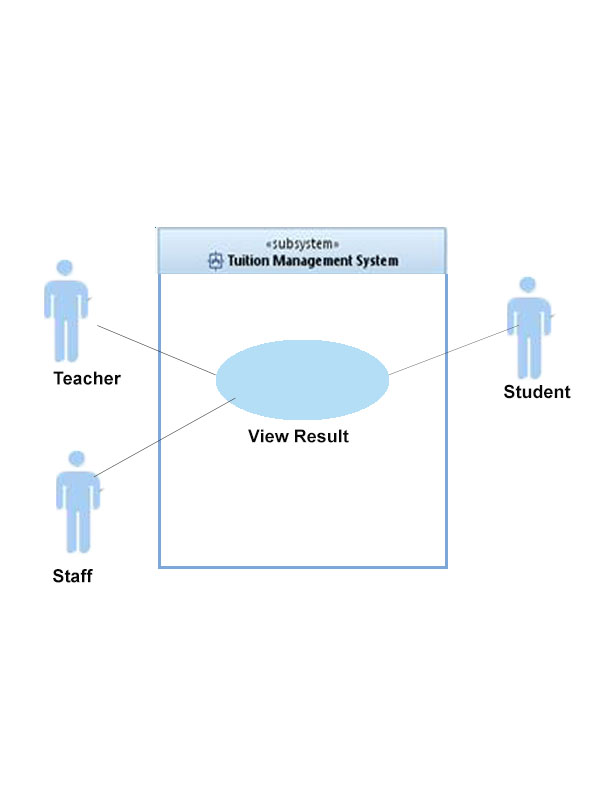 «subsystem»
Tuition Management System
Teacher
Student
View Result
Staff